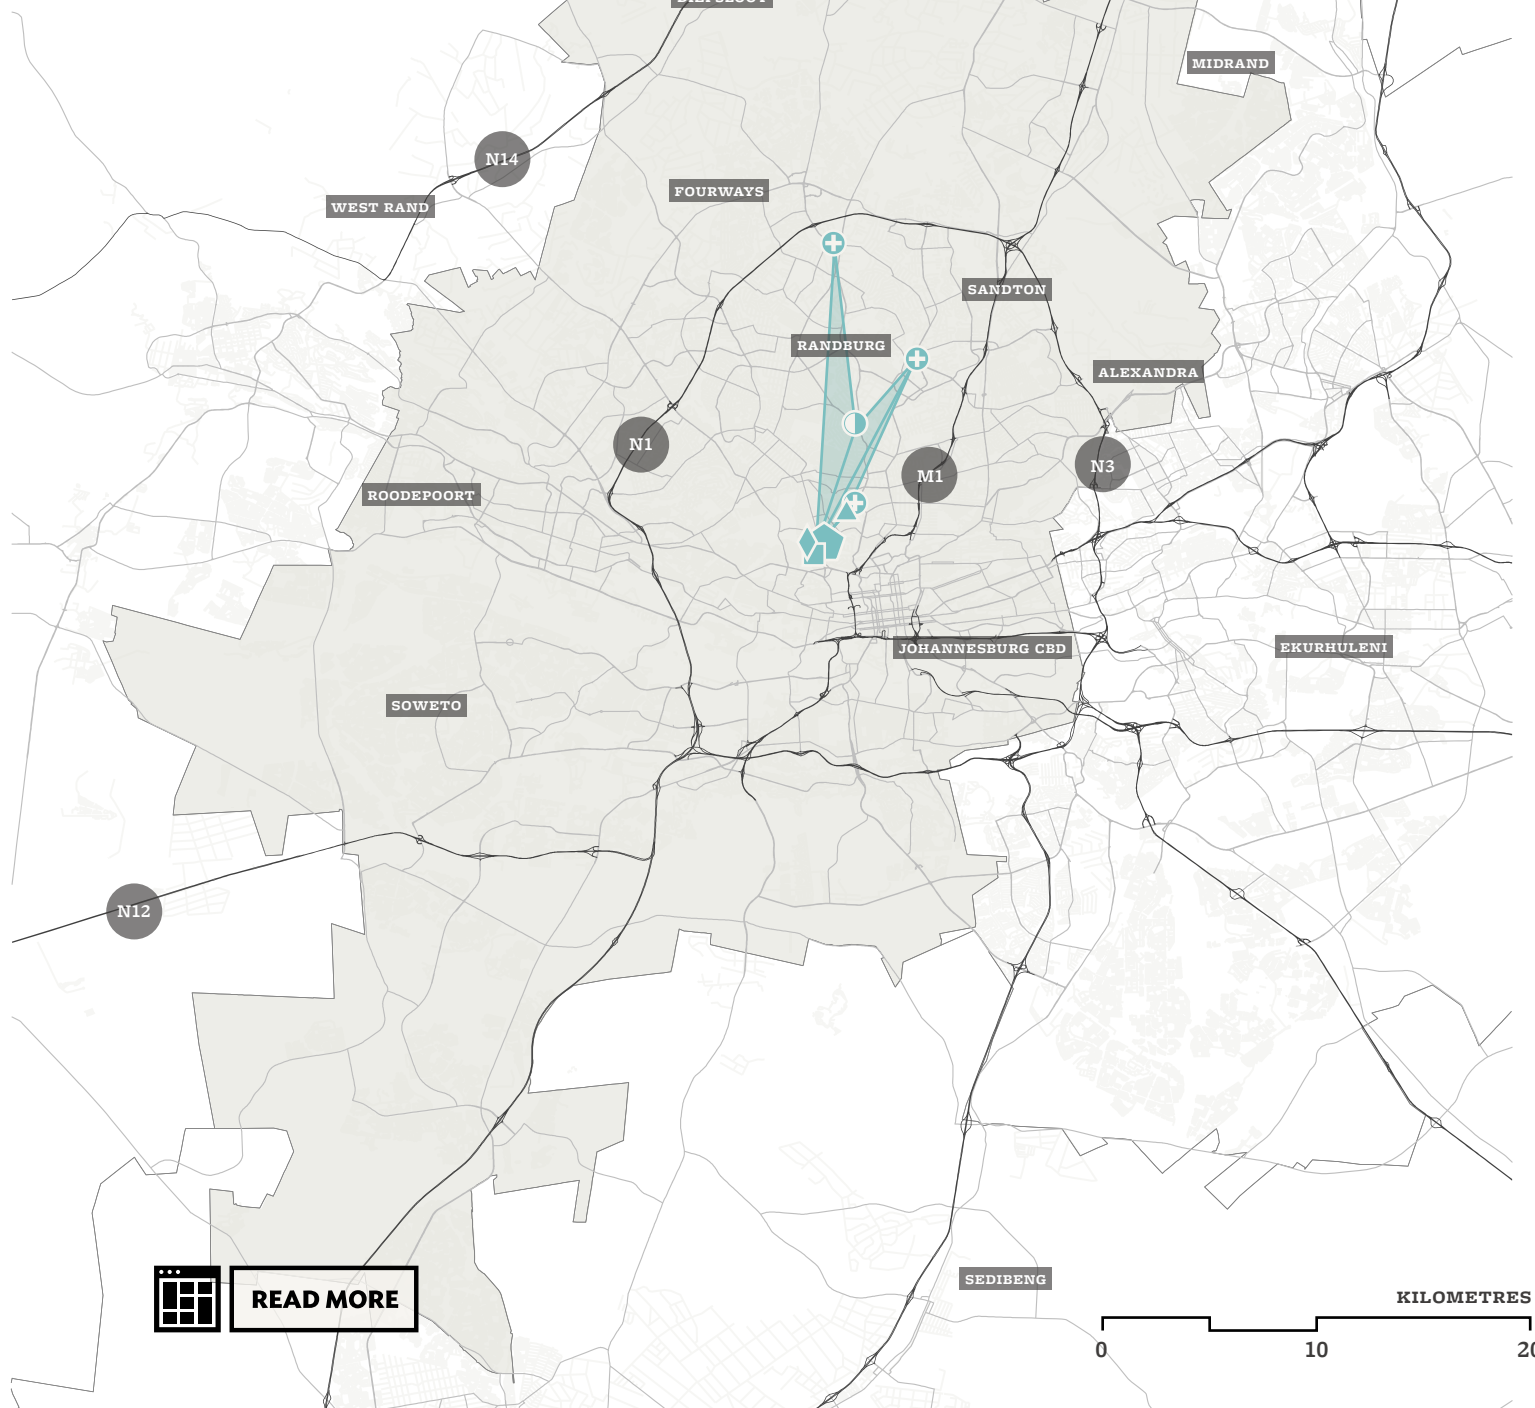 MIDRAND
N14
FOURWAYS
WEST RAND
SANDTON
RANDBURG
ALEXANDRA
N1
M1
N3
ROODEPOORT
JOHANNESBURG CBD
EKURHULENI
SOWETO
N12
SEDIBENG
READ MORE
KILOMETRES
0 10 20